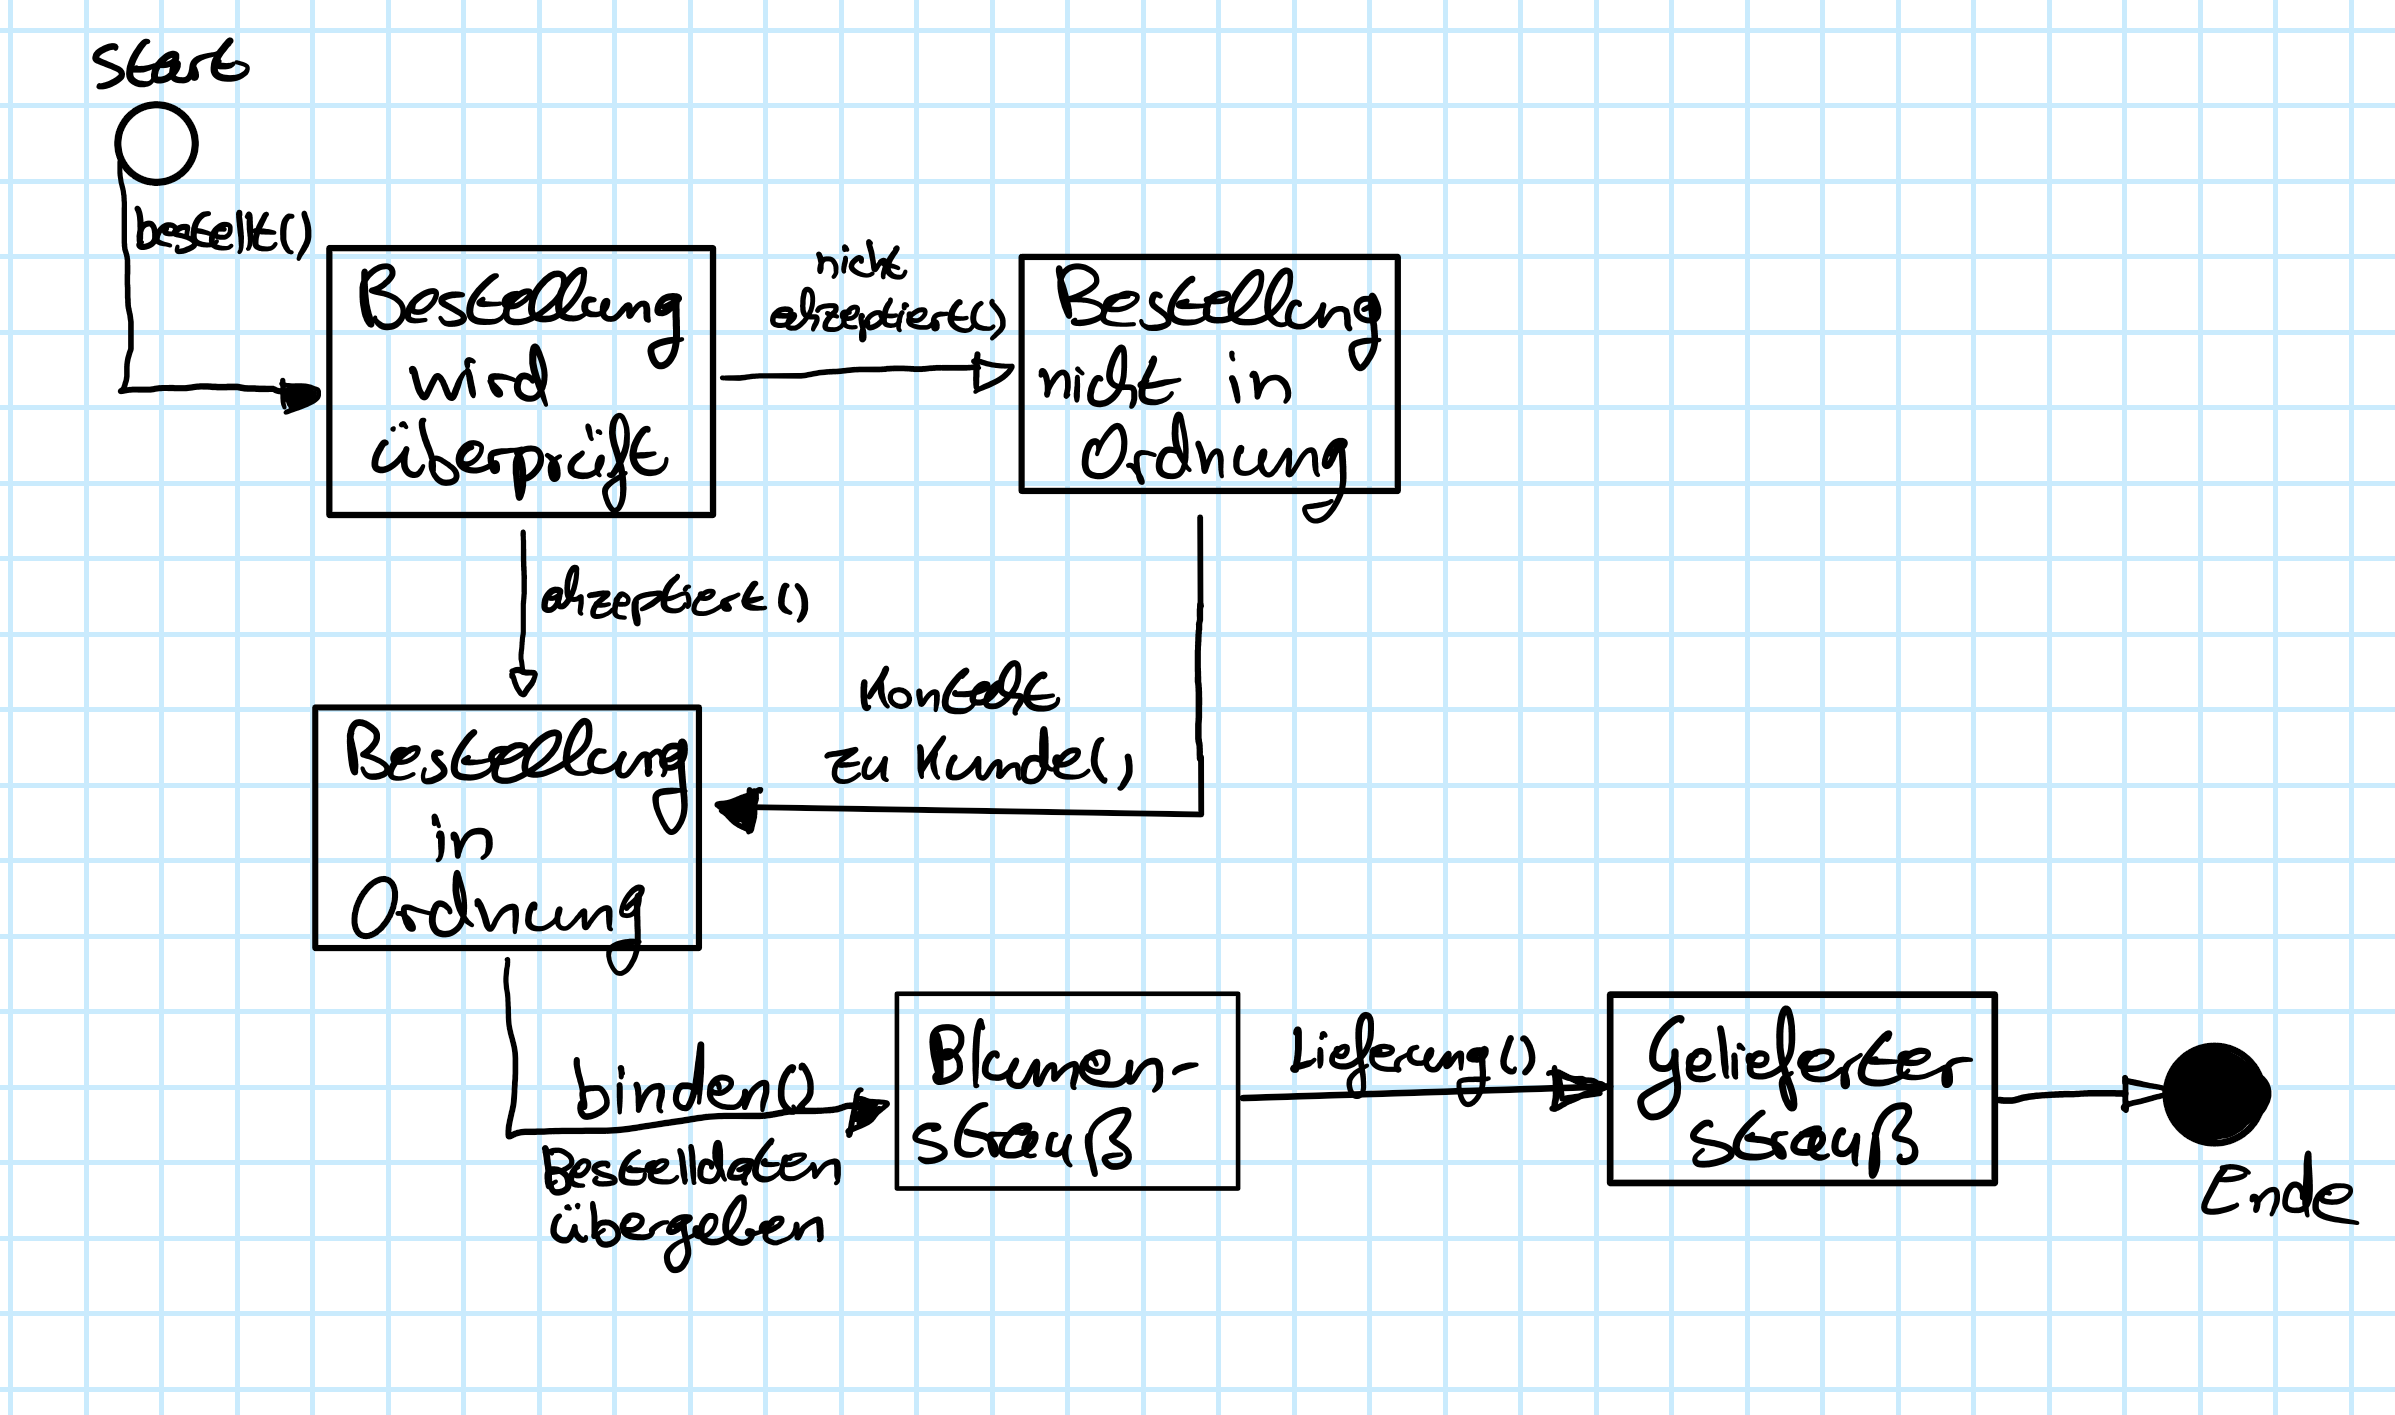 Start
bestellt()
Bestellung
wird
überprüft
nicht
akzeptiert()
Bestellung
nicht in
Ordnung
akzeptiert()
Kontakt
zu Kunde()
Bestellung
in
Ordnung
binden()
Bestelldaten
übergeben
Blumen-
strauß
Lieferung()
Gelieferter
Strauß
Ende